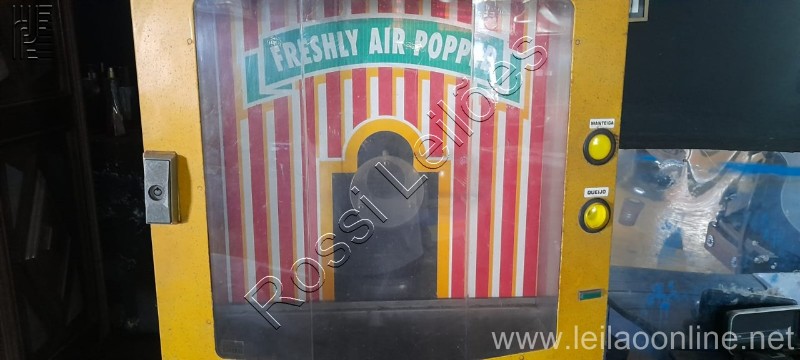 FRESHLY AIR POPPED
MANTEIGA
QUEIJO
Rossi Leilões
www.leilaoonline.net